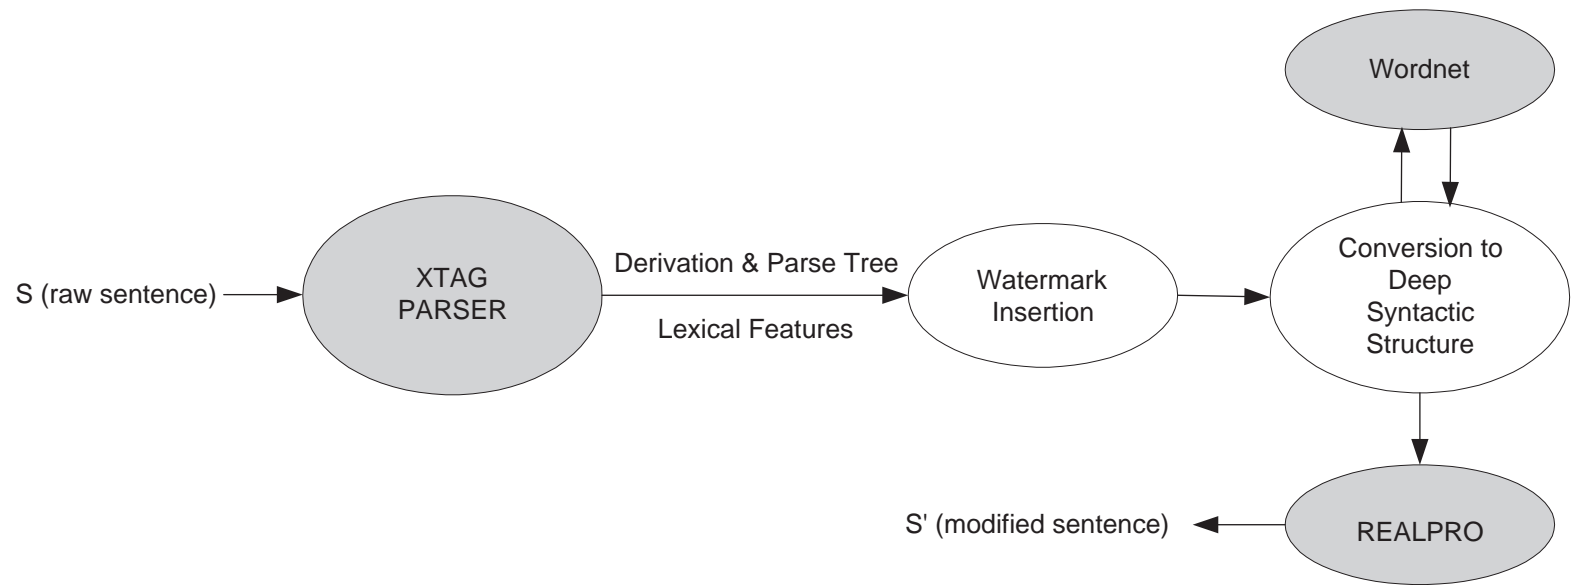 Wordnet
S (raw sentence)
XTAG
PARSER
Derivation & Parse Tree
Lexical Features
Watermark
Insertion
Conversion to
Deep
Syntactic
Structure
S' (modified sentence)
REALPRO